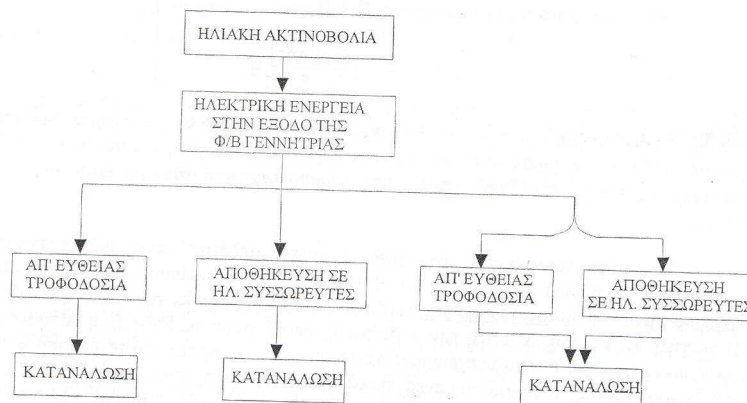 ΗΛΙΑΚΗ ΑΚΤΙΝΟΒΟΛΙΑ
ΗΛΕΚΤΡΙΚΗ ΕΝΕΡΓΕΙΑ
ΣΤΗΝ ΕΞΟΔΟ ΤΗΣ
Φ/Β ΓΕΝΝΗΤΡΙΑΣ
ΑΠ' ΕΥΘΕΙΑΣ
ΤΡΟΦΟΔΟΣΙΑ
ΑΠΟΘΗΚΕΥΣΗ ΣΕ
ΗΛ. ΣΥΣΣΩΡΕΥΤΕΣ
ΑΠ' ΕΥΘΕΙΑΣ
ΤΡΟΦΟΔΟΣΙΑ
ΑΠΟΘΗΚΕΥΣΗ
ΣΕ ΗΛ. ΣΥΣΣΩΡΕΥΤΕΣ
ΚΑΤΑΝΑΛΩΣΗ
ΚΑΤΑΝΑΛΩΣΗ
ΚΑΤΑΝΑΛΩΣΗ